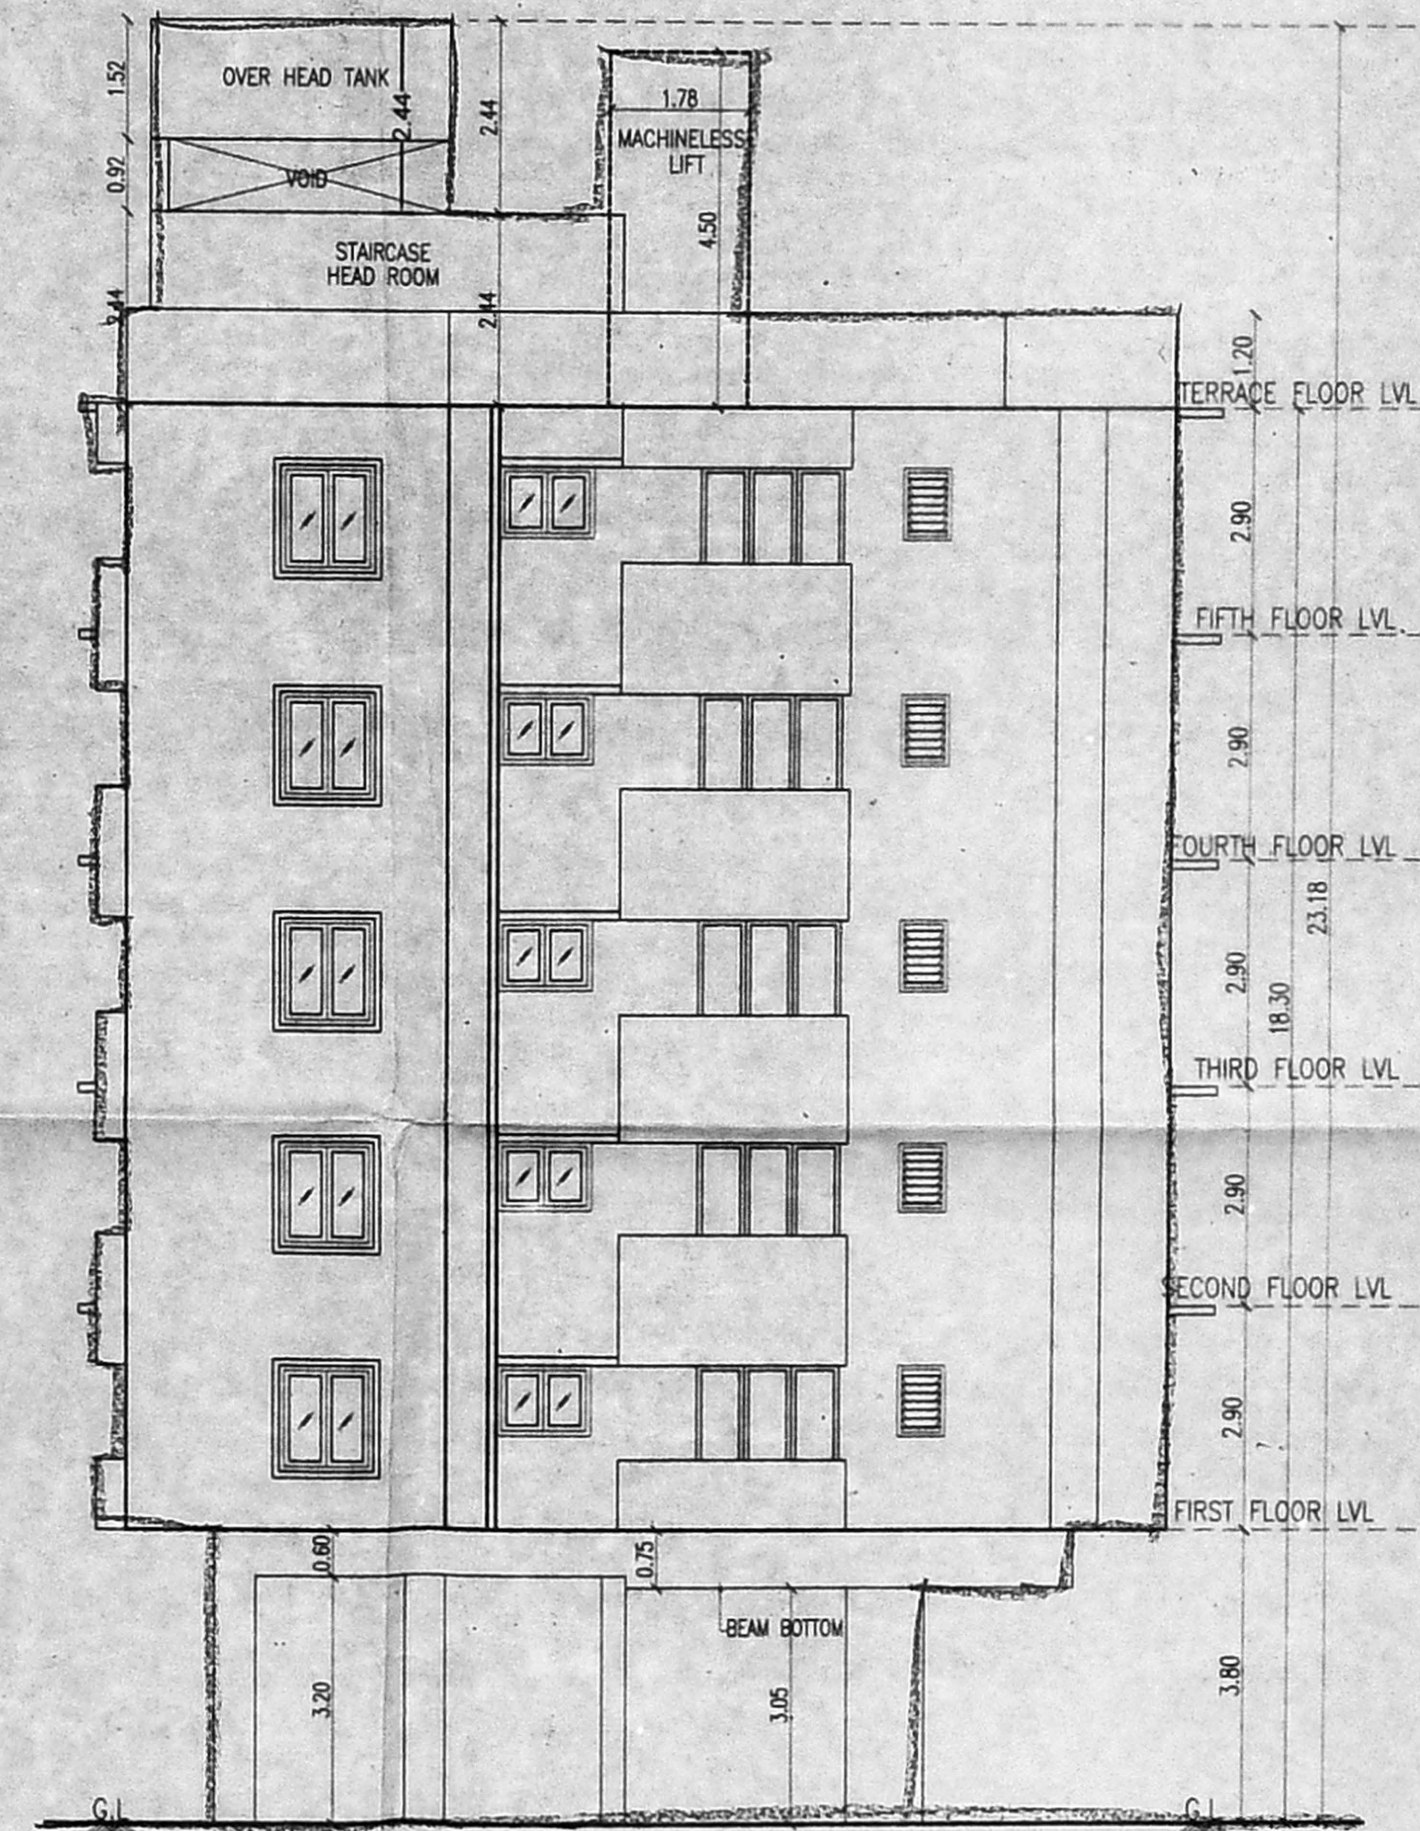 1.52
OVER HEAD TANK
2.44
2.44
1.78
MACHINELESS
LIFT
0.92
VOID
4.50
STAIRCASE
HEAD ROOM
2.44
2.44
1.20
TERRACE FLOOR LVL
2.90
FIFTH FLOOR LVL.
2.90
FOURTH FLOOR LVL
23.18
2.90
18.30
THIRD FLOOR LVL
2.90
SECOND FLOOR LVL
2.90
FIRST FLOOR LVL
0.60
0.75
BEAM BOTTOM
3.20
3.05
3.80
G.L
G.L